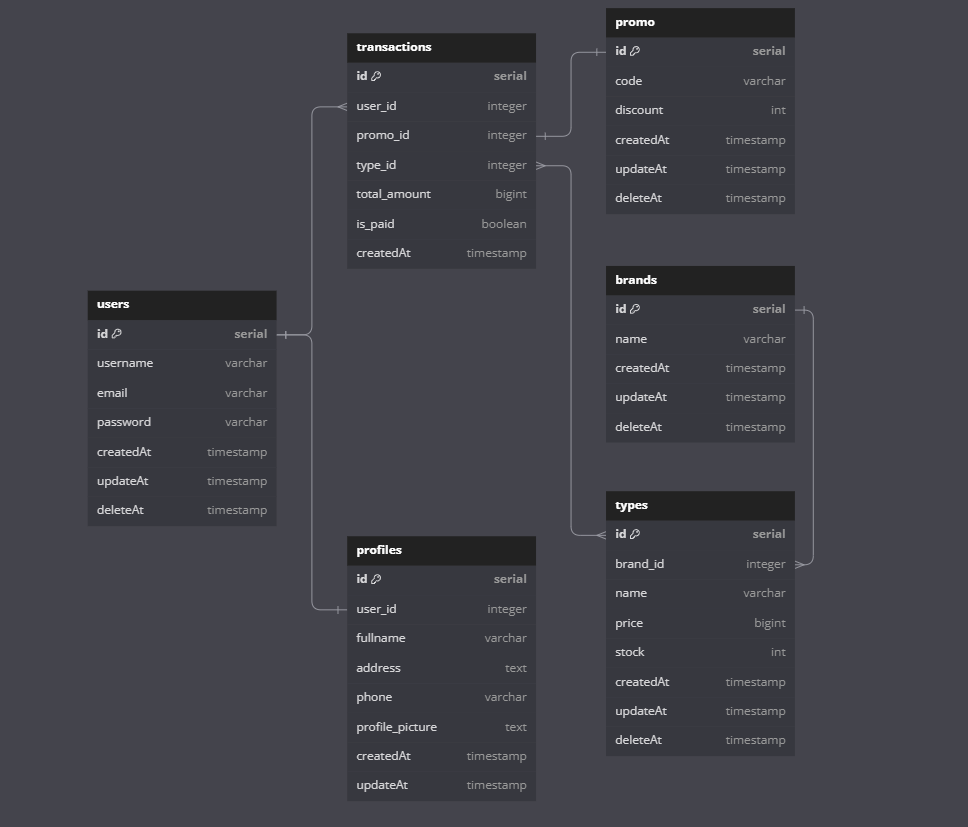 transactions
id serial
user_id integer
promo_id integer
type_id integer
total_amount bigint
is_paid boolean
createdAt timestamp
promo
id serial
code varchar
discount int
createdAt timestamp
updateAt timestamp
deleteAt timestamp
brands
id serial
name varchar
createdAt timestamp
updateAt timestamp
deleteAt timestamp
users
id serial
username varchar
email varchar
password varchar
createdAt timestamp
updateAt timestamp
deleteAt timestamp
types
id serial
brand_id integer
name varchar
price bigint
stock int
createdAt timestamp
updateAt timestamp
deleteAt timestamp
profiles
id serial
user_id integer
fullname varchar
address text
phone varchar
profile_picture text
createdAt timestamp
updateAt timestamp